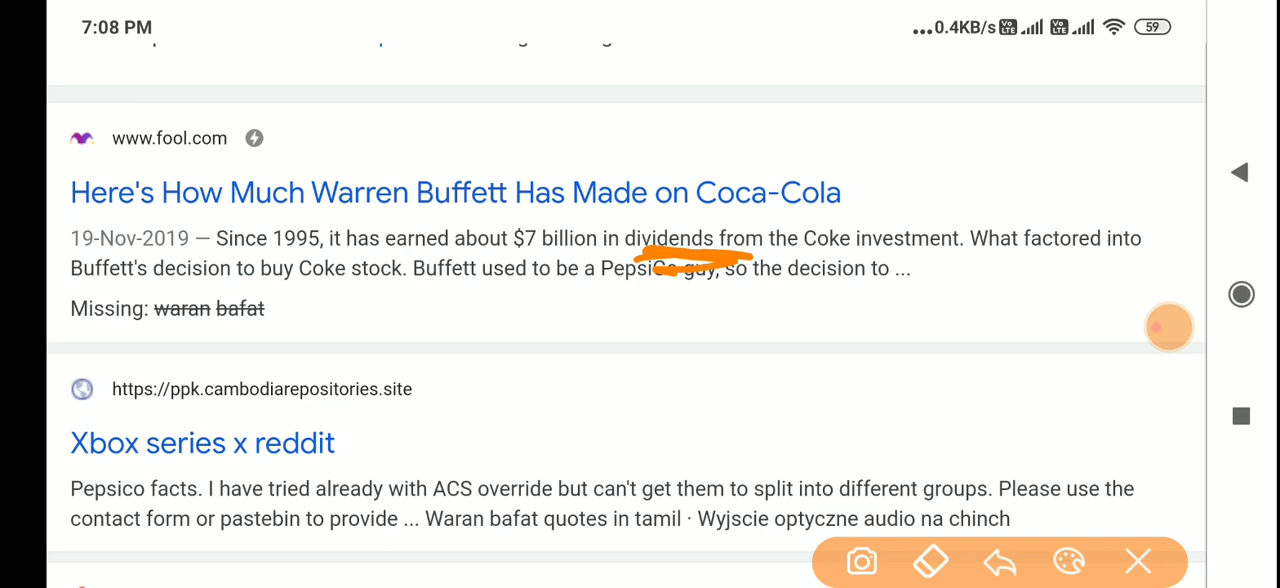 7:08 PM
...0.4KB/s Vo LTE Vo LTE 59
www.fool.com
Here's How Much Warren Buffett Has Made on Coca-Cola
19-Nov-2019 — Since 1995, it has earned about $7 billion in dividends from the Coke investment. What factored into
Buffett's decision to buy Coke stock. Buffett used to be a PepsiCo guy, so the decision to ...
Missing: waran bafat
https://ppk.cambodiarepositories.site
Xbox series x reddit
Pepsico facts. I have tried already with ACS override but can't get them to split into different groups. Please use the
contact form or pastebin to provide ... Waran bafat quotes in tamil · Wyjscie optyczne audio na chinch